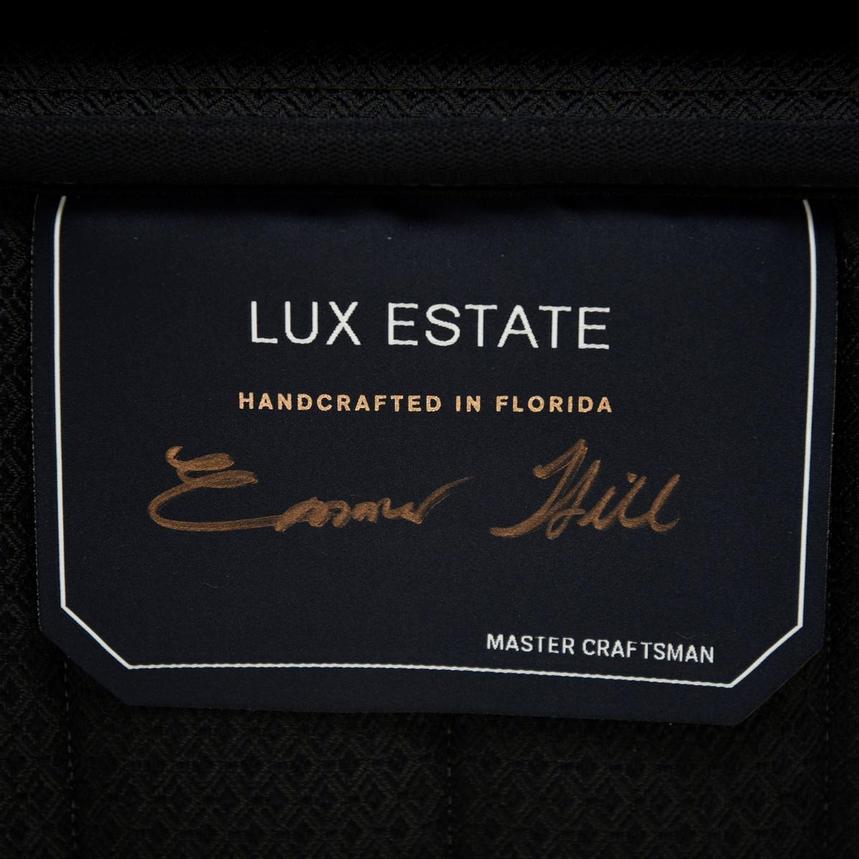 LUX ESTATE
HANDCRAFTED IN FLORIDA
Hill
MASTER CRAFTSMAN